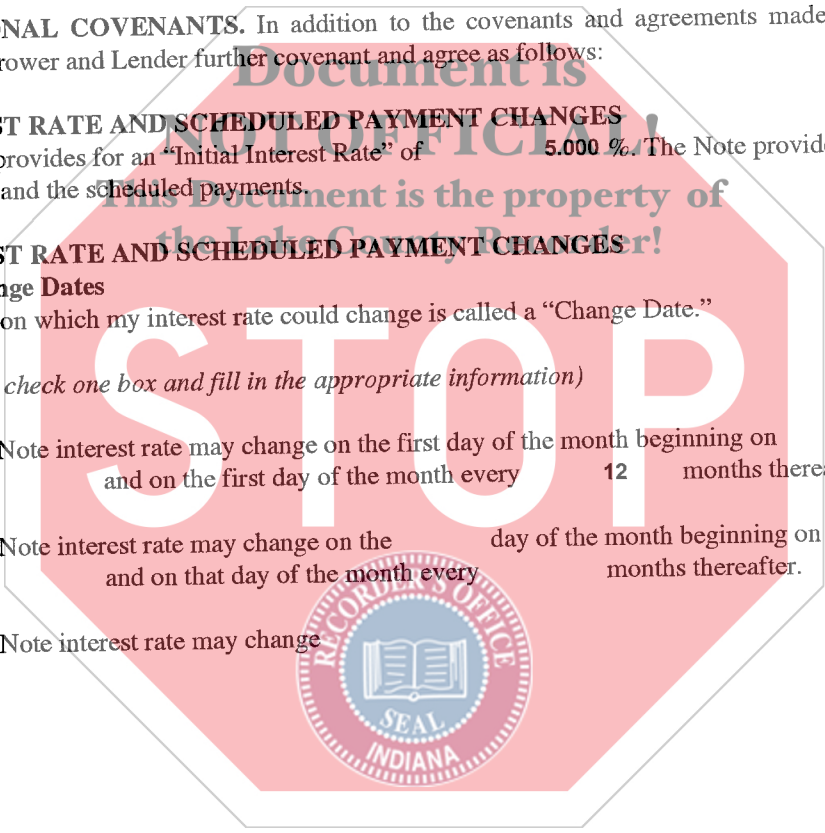 NAL COVENANTS. In addition to the covenants and agreements made
rower and Lender further covenant and agree as follows:
Document is
ST RATE AND SCHEDULED PAYMENT CHANGES
NOT OFFICIAL!
provides for an “Initial Interest Rate” of 5.000 %. The Note provid
and the scheduled payments.
This Document is the property of
the Lake County Recorder!
ST RATE AND SCHEDULED PAYMENT CHANGES
nge Dates
on which my interest rate could change is called a “Change Date.”
STOP
check one box and fill in the appropriate information)
Note interest rate may change on the first day of the month beginning on
and on the first day of the month every 12 months therea
Note interest rate may change on the day of the month beginning on
and on that day of the month every months thereafter.
Note interest rate may change
RECORDER'S OFFICE
SEAL
INDIANA